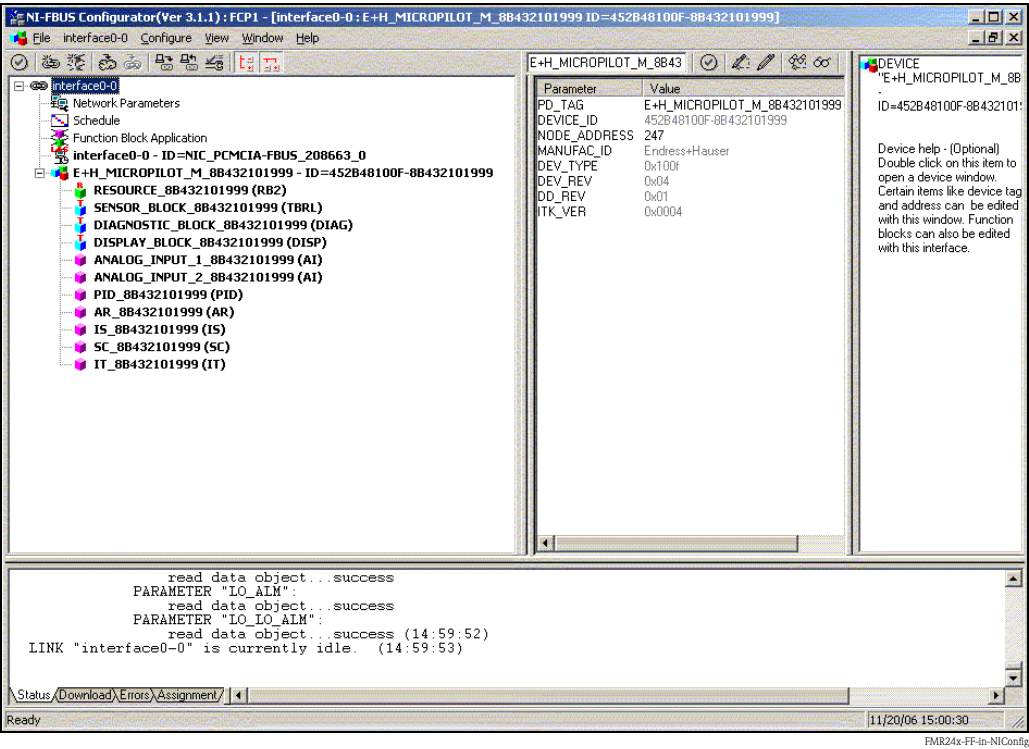 NI-FBUS Configurator(Ver 3.1.1) : FCP1 - [interface0-0 : E+H_MICROPILOT_M_8B432101999 ID=452B48100F-8B432101999]
File interface0-0 Configure View Window Help
E+H_MICROPILOT_M_8B43
interface0-0
Network Parameters
Schedule
Function Block Application
interface0-0 - ID=NIC_PCMCIA-FBUS_208663_0
E+H_MICROPILOT_M_8B432101999 - ID=452B48100F-8B432101999
RESOURCE_8B432101999 (RB2)
SENSOR_BLOCK_8B432101999 (TBRL)
DIAGNOSTIC_BLOCK_8B432101999 (DIAG)
DISPLAY_BLOCK_8B432101999 (DISP)
ANALOG_INPUT_1_8B432101999 (AI)
ANALOG_INPUT_2_8B432101999 (AI)
PID_8B432101999 (PID)
AR_8B432101999 (AR)
IS_8B432101999 (IS)
SC_8B432101999 (SC)
IT_8B432101999 (IT)
Parameter Value
PD_TAG E+H_MICROPILOT_M_8B432101999
DEVICE_ID 452B48100F-8B432101999
NODE_ADDRESS 247
MANUFAC_ID Endress+Hauser
DEV_TYPE 0x100f
DEV_REV 0x04
DD_REV 0x01
ITK_VER 0x0004
DEVICE
"E+H_MICROPILOT_M_8B
-
ID=452B48100F-8B432101
Device help - (Optional)
Double click on this item to
open a device window.
Certain items like device tag
and address can be edited
with this window. Function
blocks can also be edited
with this interface.
read data object...success
PARAMETER "LO_ALM":
read data object...success
PARAMETER "LO_LO_ALM":
read data object...success (14:59:52)
LINK "interface0-0" is currently idle. (14:59:53)
Status Download Errors Assignment
Ready 11/20/06 15:00:30
FMR24x-FF-in-NIConfig